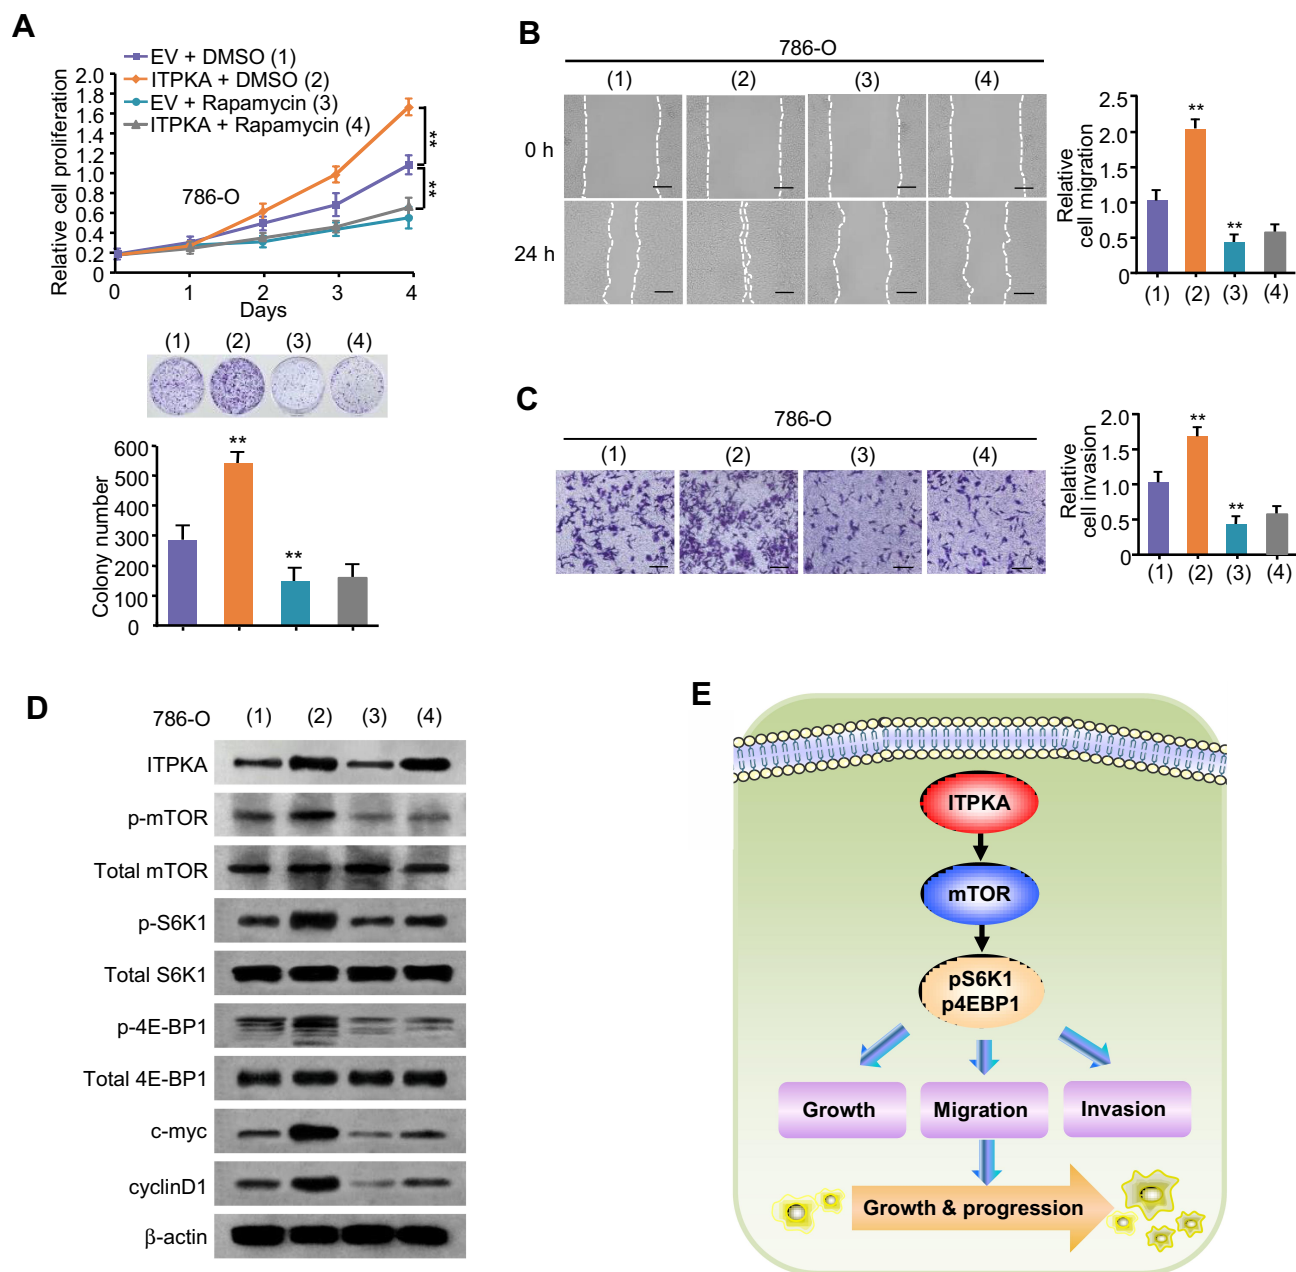 A
EV + DMSO (1)
ITPKA + DMSO (2)
EV + Rapamycin (3)
ITPKA + Rapamycin (4)
Relative cell proliferation
2.0
1.8
1.6
1.4
1.2
1.0
0.8
0.6
0.4
0.2
0
786-O
**
**
0 1 2 3 4
Days
(1) (2) (3) (4)
Colony number
600
500
400
300
200
100
0
**
**
B
786-O
(1) (2) (3) (4)
0 h
24 h
Relative
cell migration
2.5
2.0
1.5
1.0
0.5
0
**
**
(1) (2) (3) (4)
C
786-O
(1) (2) (3) (4)
Relative
cell invasion
2.0
1.5
1.0
0.5
0
**
**
(1) (2) (3) (4)
D
786-O (1) (2) (3) (4)
ITPKA
p-mTOR
Total mTOR
p-S6K1
Total S6K1
p-4E-BP1
Total 4E-BP1
c-myc
cyclinD1
β-actin
E
ITPKA
mTOR
pS6K1
p4EBP1
Growth Migration Invasion
Growth & progression